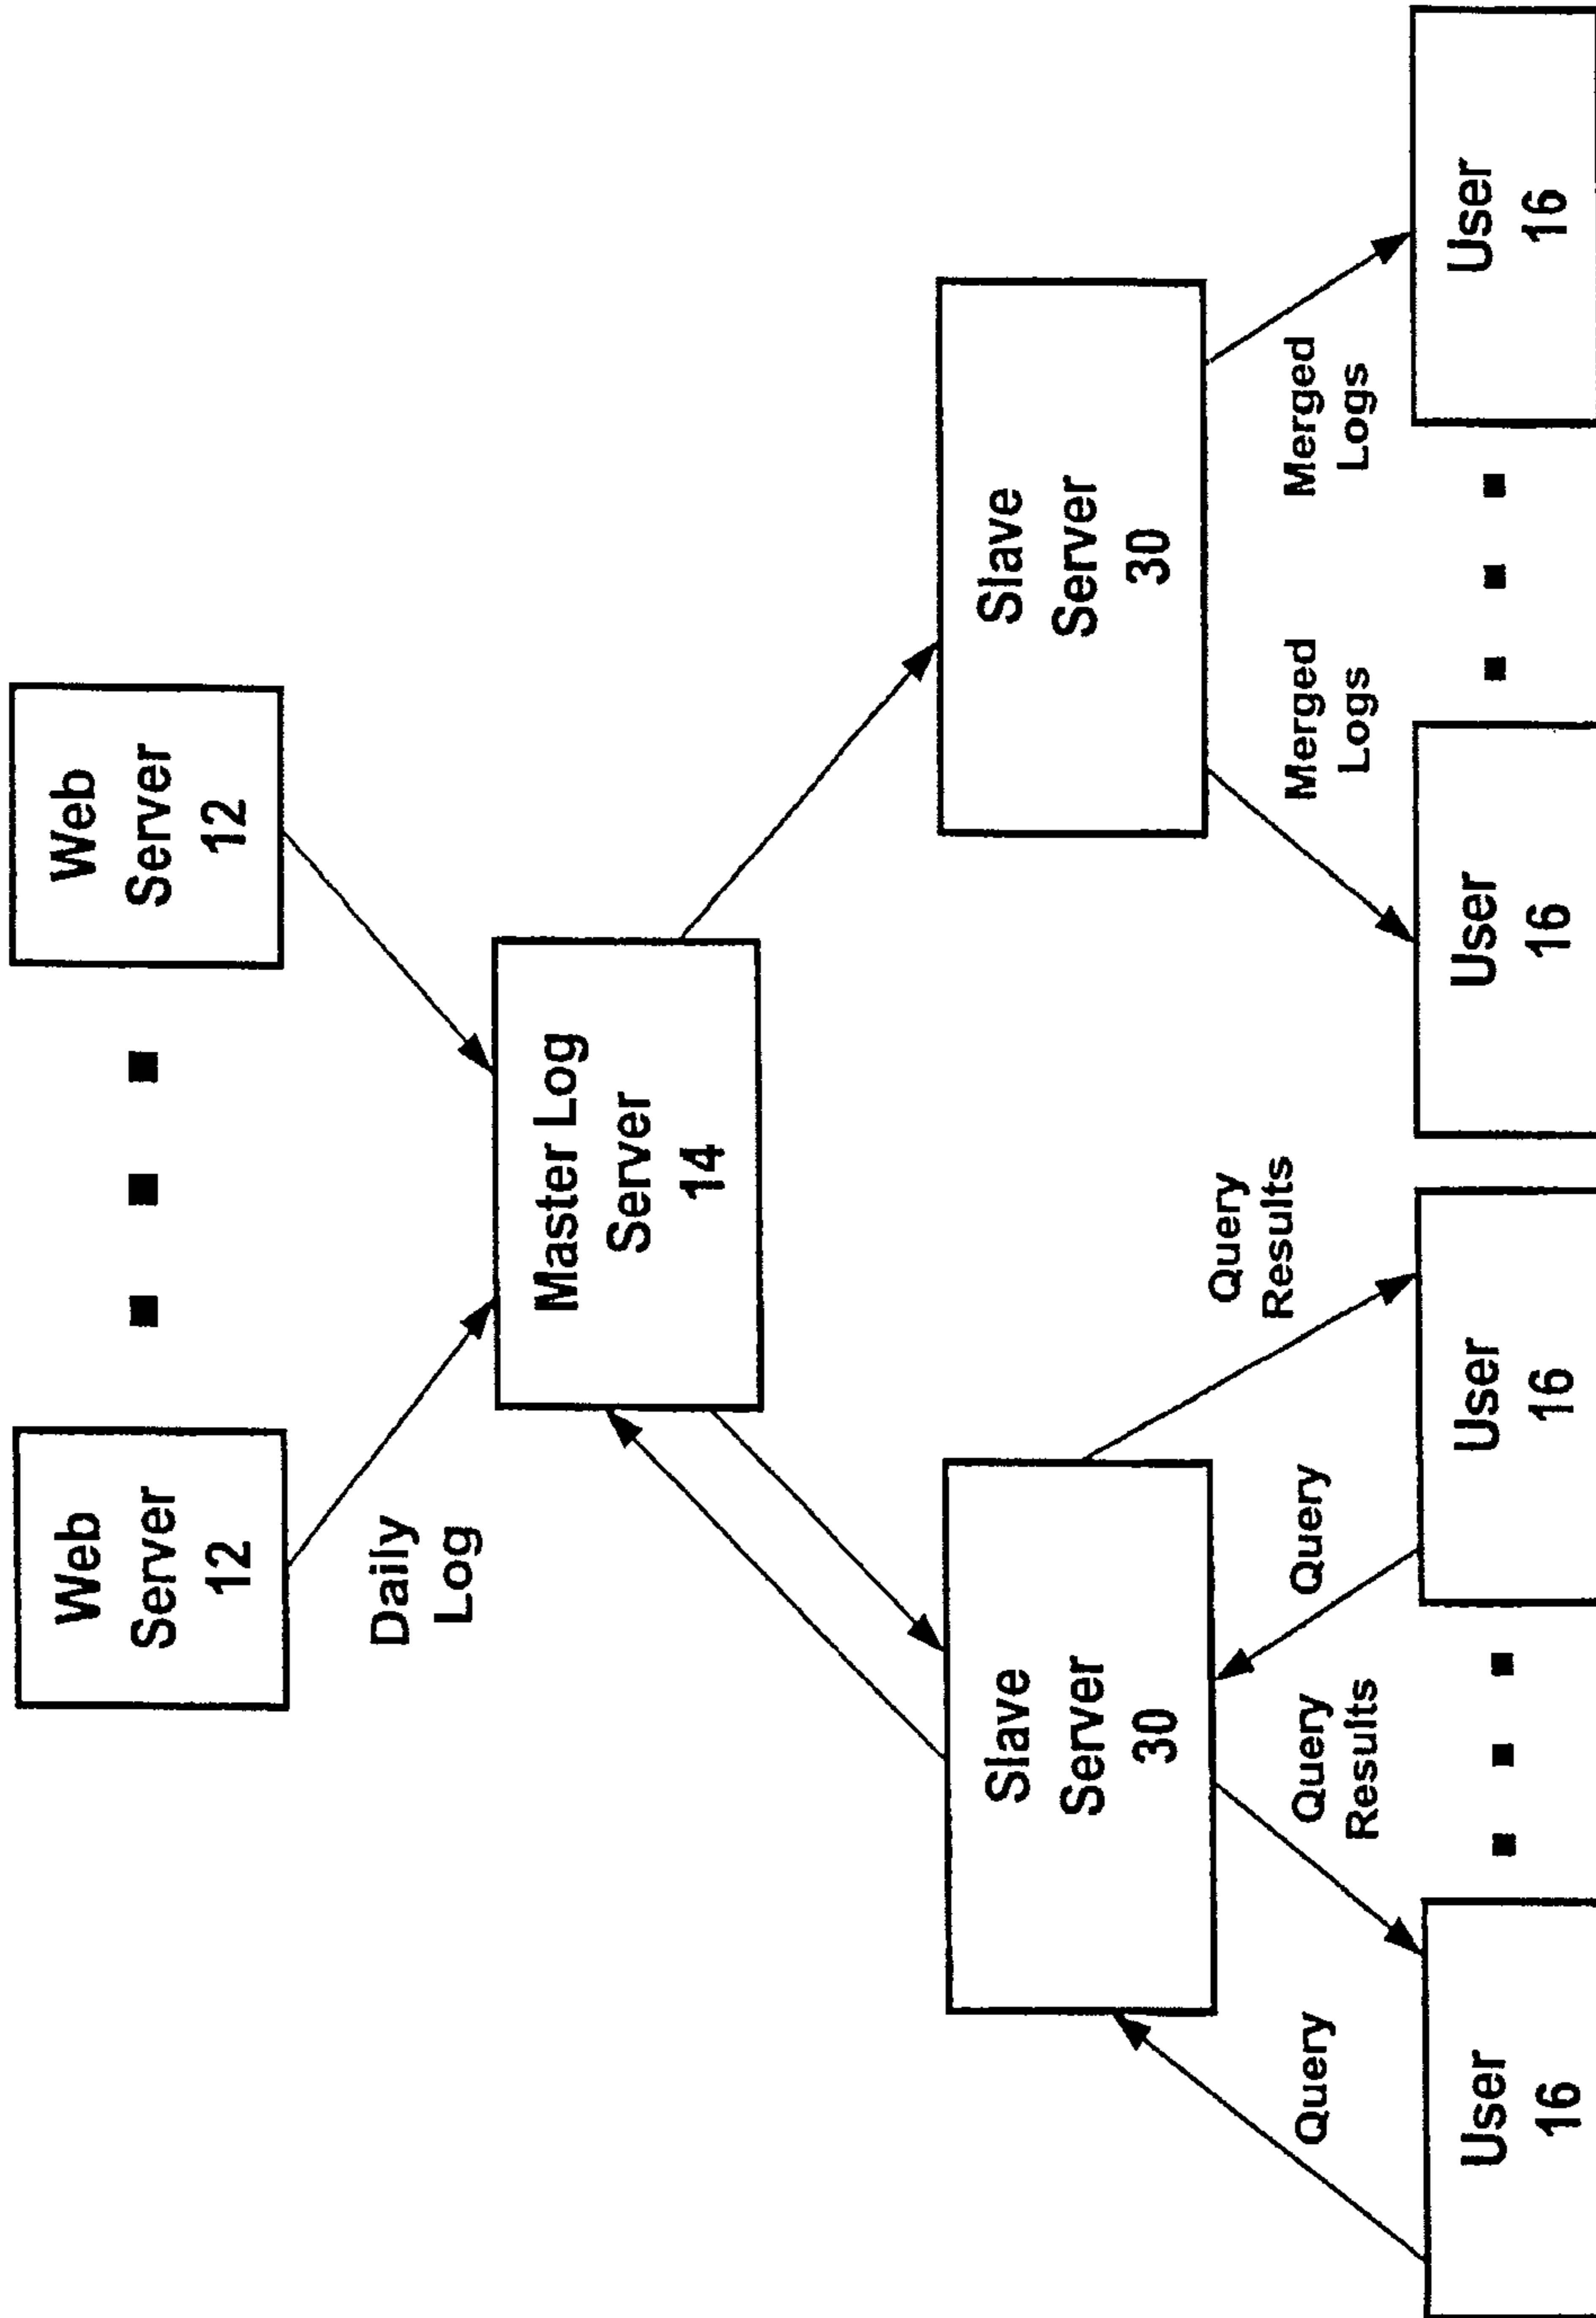 Web
Server
12
Web
Server
12
Daily
Log
Master Log
Server
14
Slave
Server
30
Slave
Server
30
Query
Query
Results
Query
Query
Results
Merged
Logs
Merged
Logs
User
16
User
16
User
16
User
16